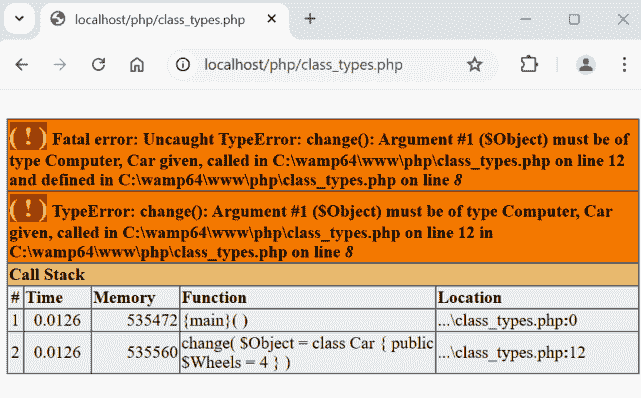 localhost/php/class_types.php
localhost/php/class_types.php
( ! ) Fatal error: Uncaught TypeError: change(): Argument #1 ($Object) must be of
type Computer, Car given, called in C:\wamp64\www\php\class_types.php on line 12
and defined in C:\wamp64\www\php\class_types.php on line 8
( ! ) TypeError: change(): Argument #1 ($Object) must be of type Computer, Car
given, called in C:\wamp64\www\php\class_types.php on line 12 in
C:\wamp64\www\php\class_types.php on line 8
Call Stack
# Time Memory Function Location
1 0.0126 535472 {main}( ) ...\class_types.php:0
2 0.0126 535560 change( $Object = class Car { public $Wheels = 4 } ) ...\class_types.php:12